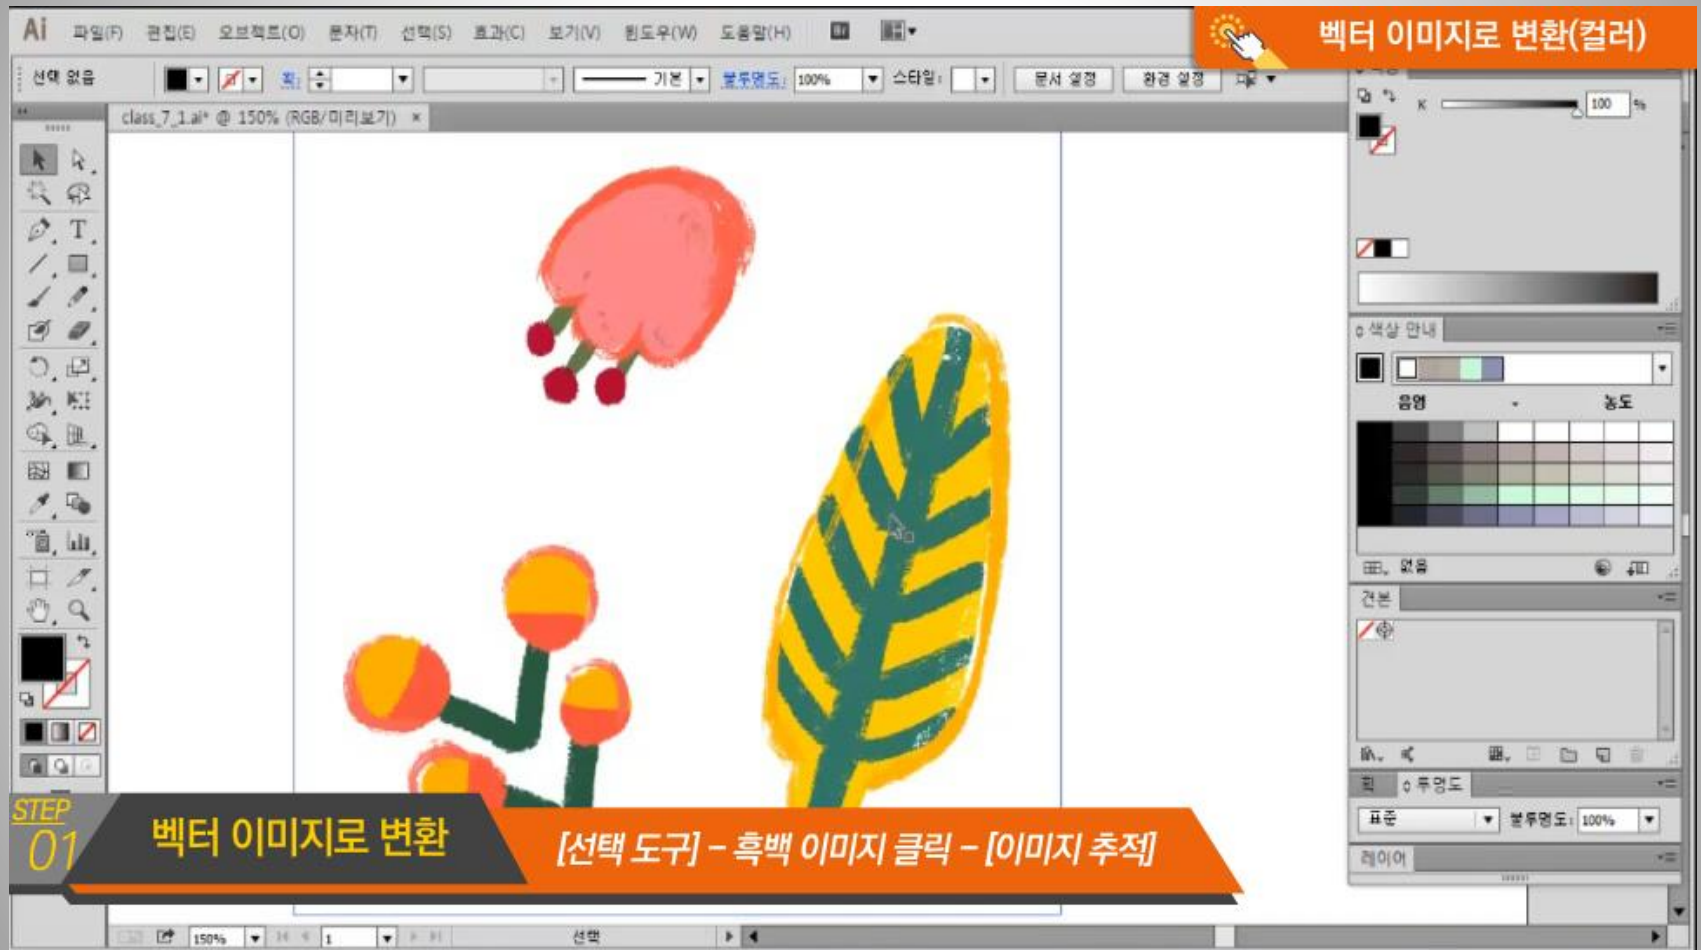 벡터 이미지로 변환(컬러)
Ai 파일(F) 편집(E) 오브젝트(O) 문자(T) 선택(S) 효과(C) 보기(V) 윈도우(W) 도움말(H) Br
선택 없음 획: 기본 불투명도: 100% 스타일: 문서 설정 환경 설정
class_7_1.ai* @ 150% (RGB/미리보기) ×
K 100 %
색상 안내
음영 농도
없음
견본
획 투명도
표준 불투명도: 100%
레이어
STEP
01
벡터 이미지로 변환
[선택 도구] – 흑백 이미지 클릭 – [이미지 추적]
150% 1 선택